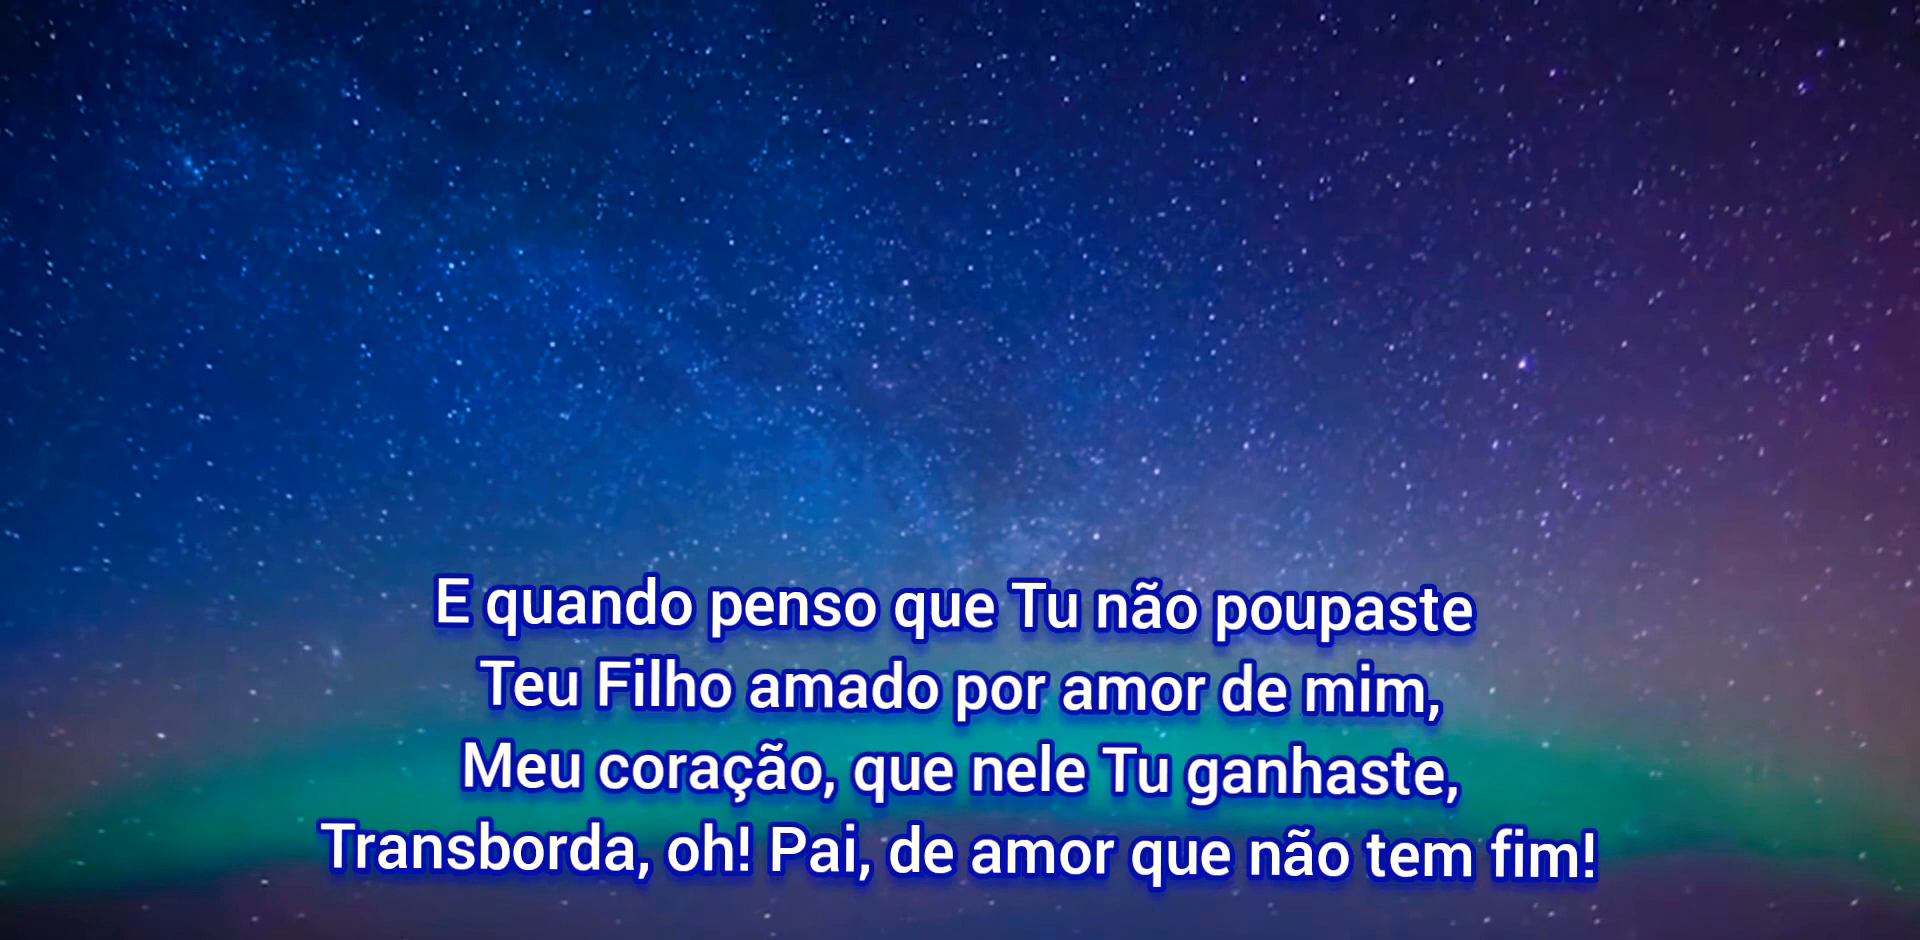 E quando penso que Tu não poupaste
Teu Filho amado por amor de mim,
Meu coração, que nele Tu ganhaste,
Transborda, oh! Pai, de amor que não tem fim!